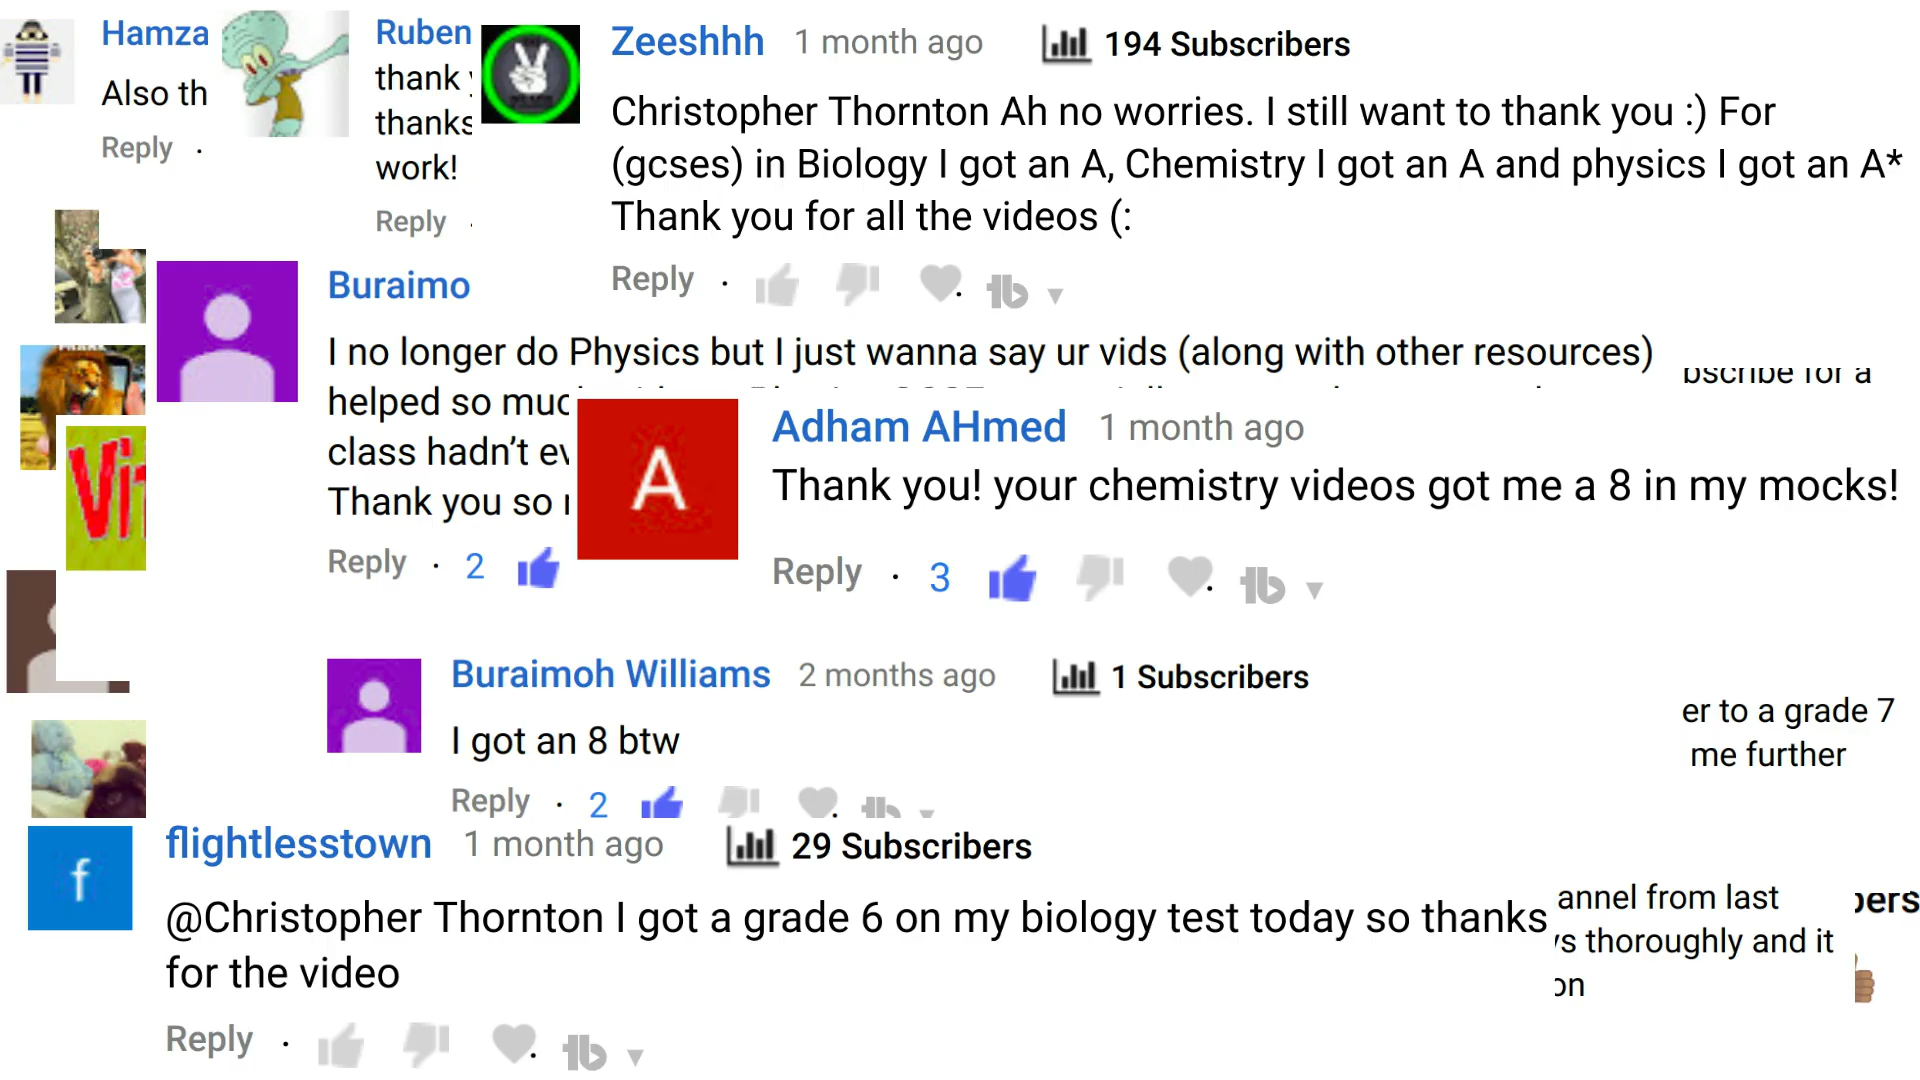 Hamza
Also th
Reply ·
Ruben
thank
thanks
work!
Reply
Zeeshhh 1 month ago 194 Subscribers
Christopher Thornton Ah no worries. I still want to thank you :) For
(gcses) in Biology I got an A, Chemistry I got an A and physics I got an A*
Thank you for all the videos (:
Reply ·
Buraimo
I no longer do Physics but I just wanna say ur vids (along with other resources)
helped so muc
class hadn't ev
Thank you so
Reply · 2
for a
A
Adham AHmed 1 month ago
Thank you! your chemistry videos got me a 8 in my mocks!
Reply · 3
Vi
Buraimoh Williams 2 months ago 1 Subscribers
I got an 8 btw
Reply · 2
er to a grade 7
me further
f
flightlesstown 1 month ago 29 Subscribers
@Christopher Thornton I got a grade 6 on my biology test today so thanks
for the video
Reply ·
annel from last
s thoroughly and it
on
bers